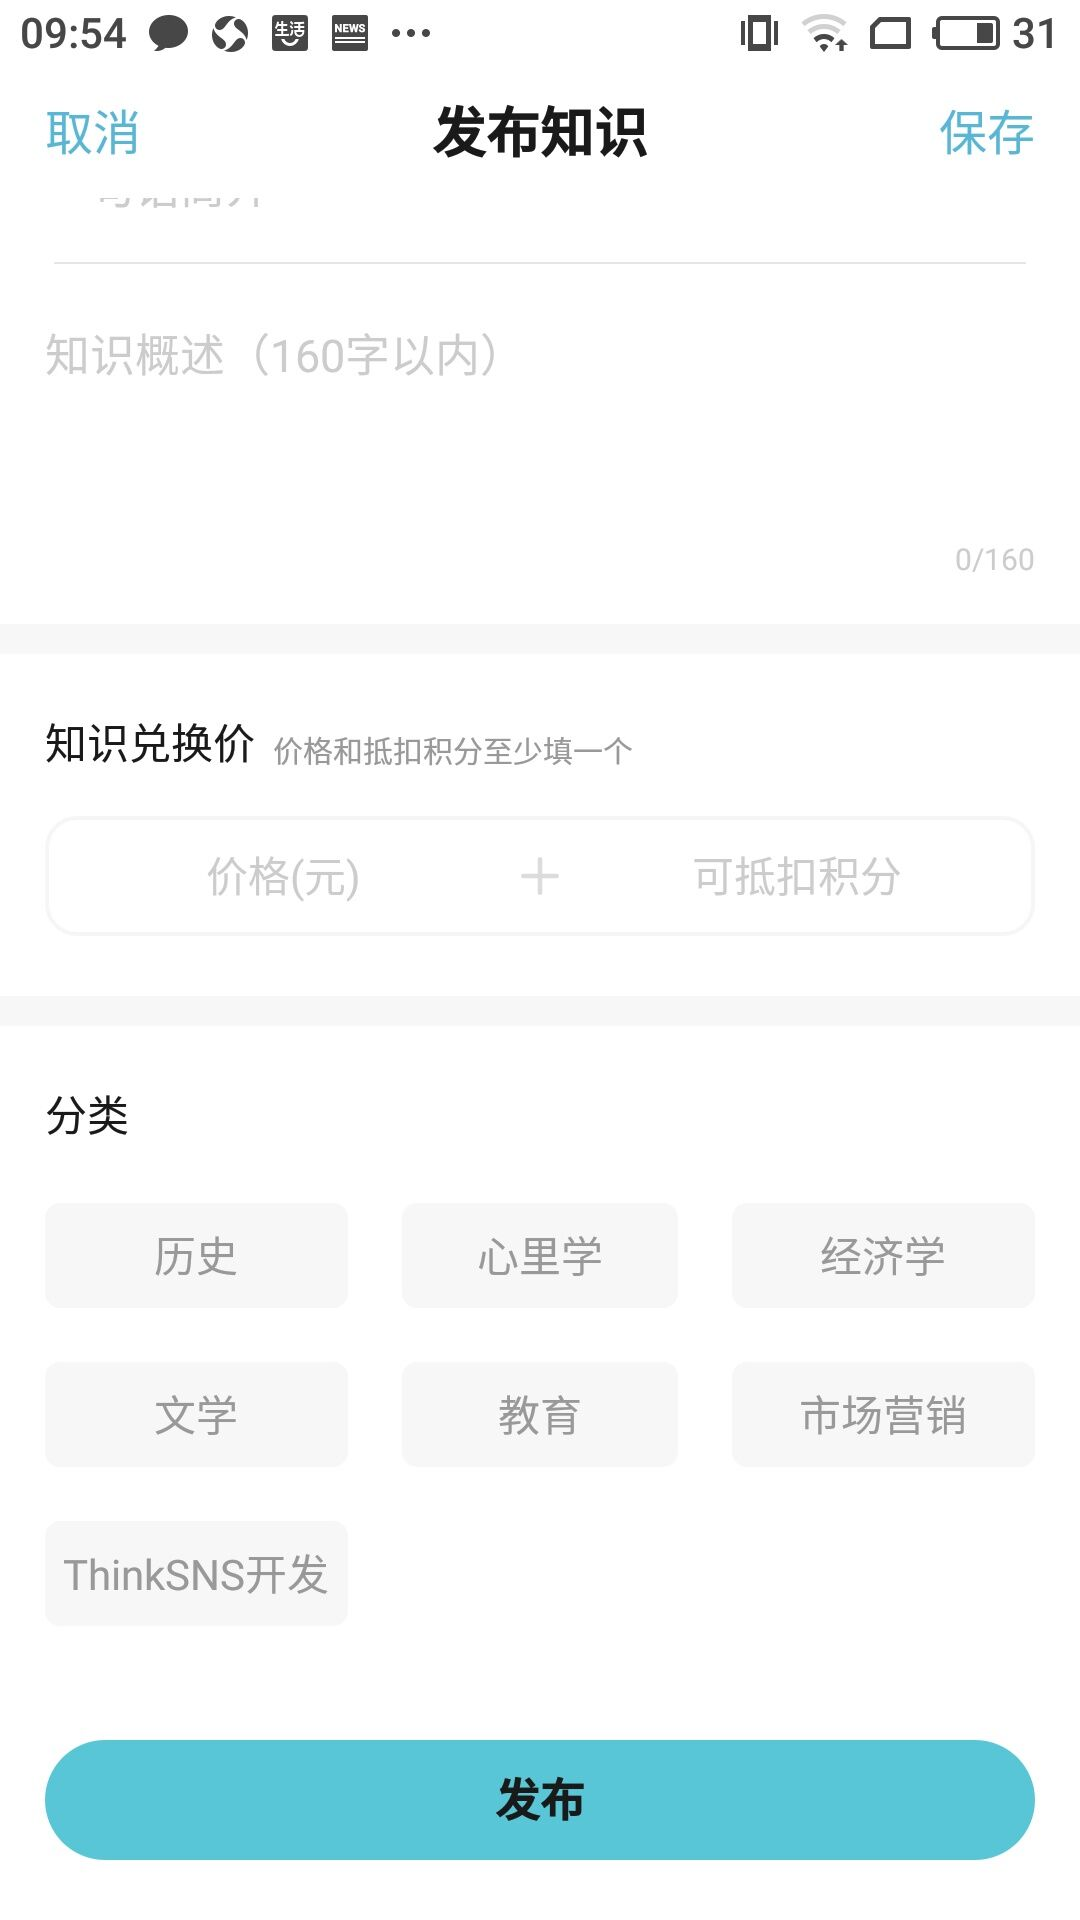 09:54 生活 NEWS 31
取消 发布知识 保存
知识概述（160字以内）
0/160
知识兑换价 价格和抵扣积分至少填一个
价格(元) + 可抵扣积分
分类
历史 心里学 经济学
文学 教育 市场营销
ThinkSNS开发
发布